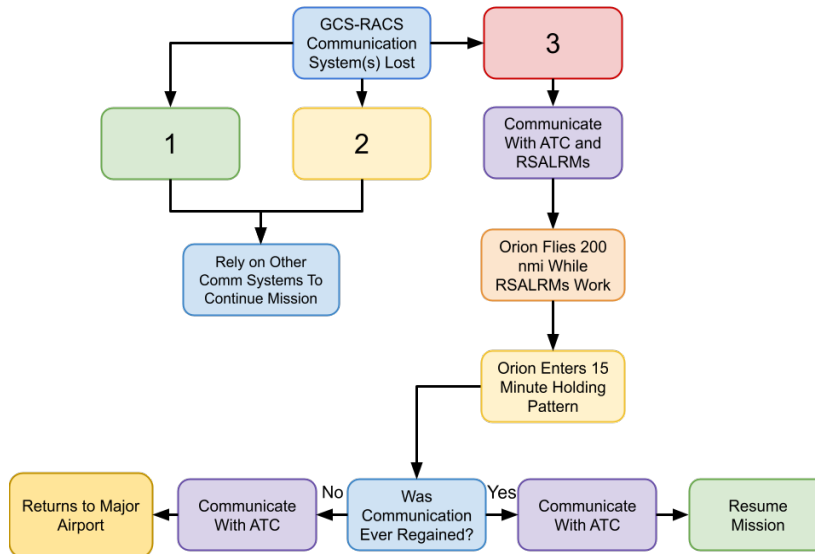 GCS-RACS
Communication
System(s) Lost
3
1
2
Communicate
With ATC and
RSALRMs
Rely on Other
Comm Systems To
Continue Mission
Orion Flies 200
nmi While
RSALRMs Work
Orion Enters 15
Minute Holding
Pattern
Returns to Major
Airport
Communicate
With ATC
No
Was
Communication
Ever Regained?
Yes
Communicate
With ATC
Resume
Mission